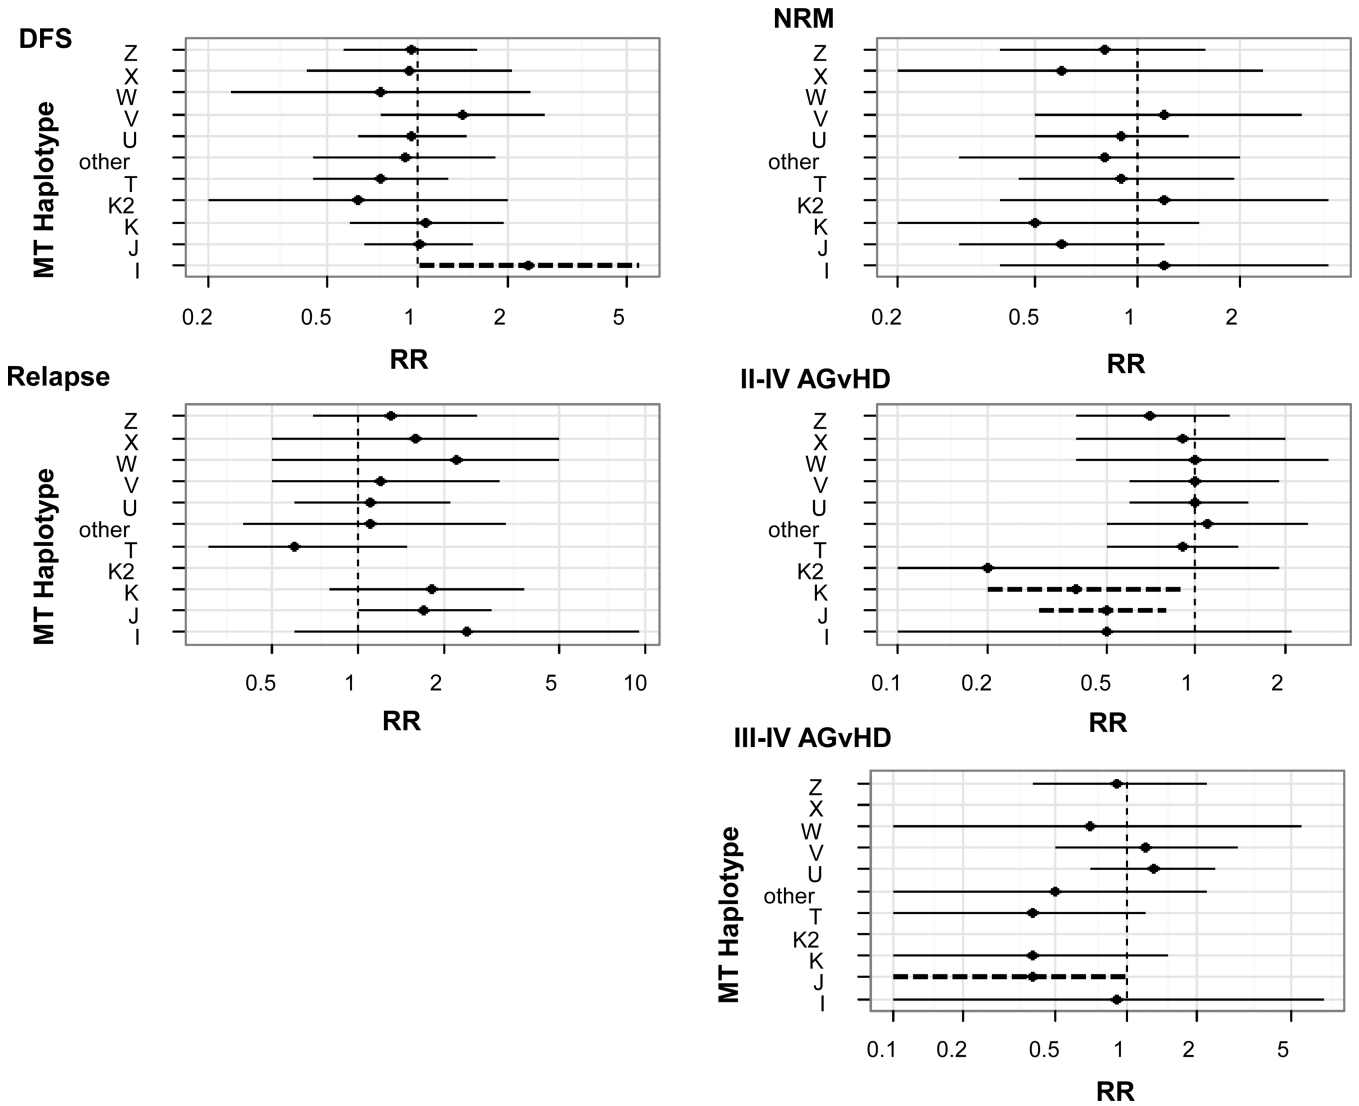 DFS
MT Haplotype
Z
X
W
V
U
other
T
K2
K
J
I
0.2 0.5 1 2 5
RR
NRM
Z
X
W
V
U
other
T
K2
K
J
I
0.2 0.5 1 2
RR
Relapse
MT Haplotype
Z
X
W
V
U
other
T
K2
K
J
I
0.5 1 2 5 10
RR
II-IV AGvHD
Z
X
W
V
U
other
T
K2
K
J
I
0.1 0.2 0.5 1 2
RR
III-IV AGvHD
MT Haplotype
Z
X
W
V
U
other
T
K2
K
J
I
0.1 0.2 0.5 1 2 5
RR